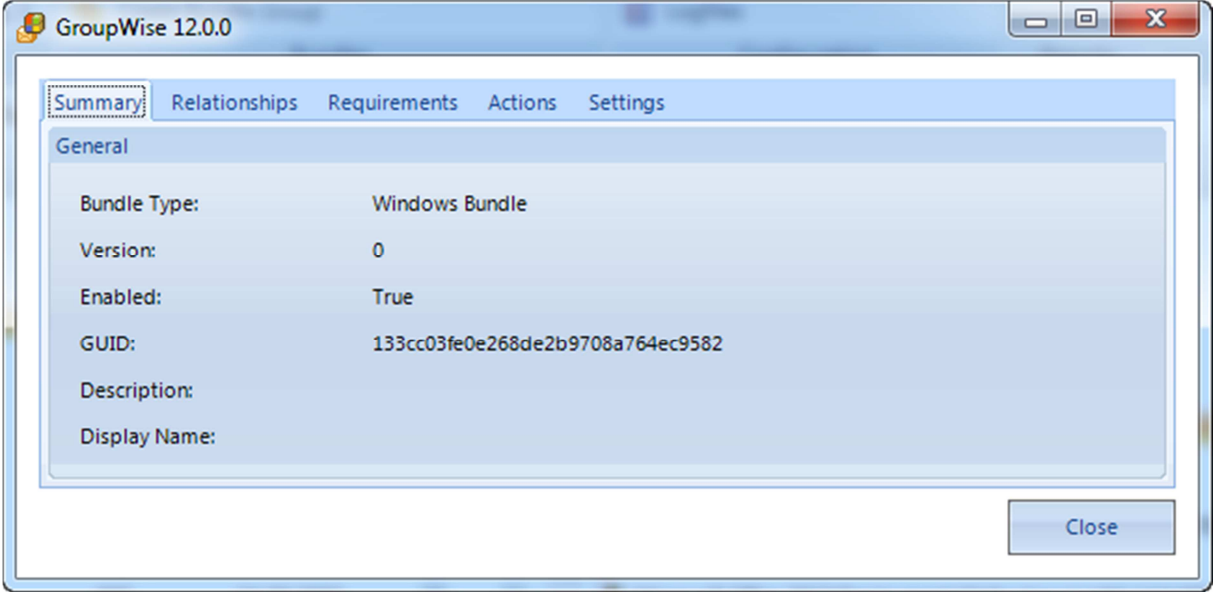 GroupWise 12.0.0
Summary Relationships Requirements Actions Settings
General
Bundle Type: Windows Bundle
Version: 0
Enabled: True
GUID: 133cc03fe0e268de2b9708a764ec9582
Description:
Display Name:
Close